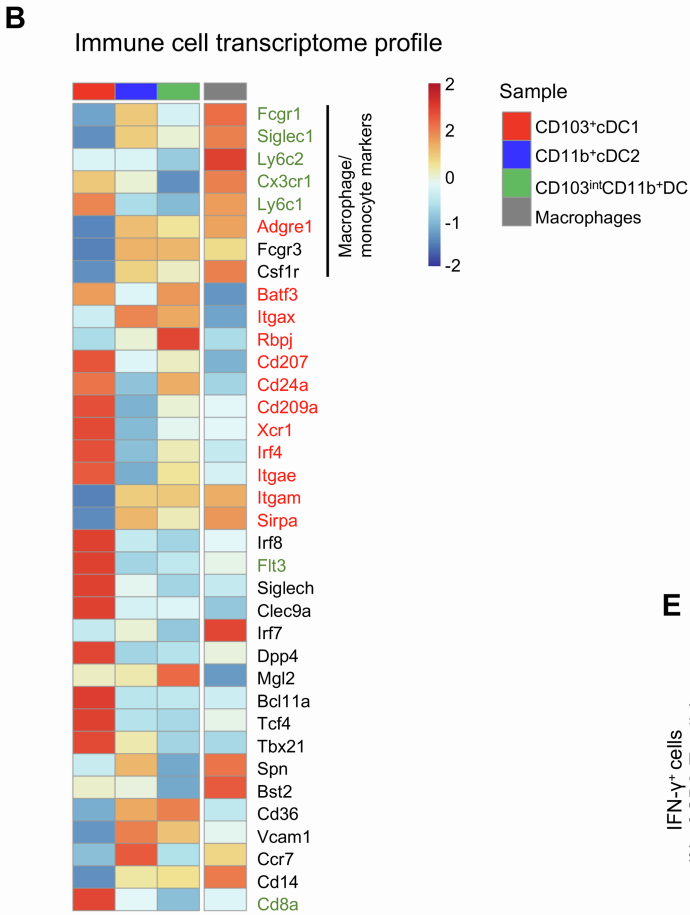 B
Immune cell transcriptome profile
Fcgr1
Siglec1
Ly6c2
Cx3cr1
Ly6c1
Adgre1
Fcgr3
Csf1r
Batf3
Itgax
Rbpj
Cd207
Cd24a
Cd209a
Xcr1
Irf4
Itgae
Itgam
Sirpa
Irf8
Flt3
Siglech
Clec9a
Irf7
Dpp4
Mgl2
Bcl11a
Tcf4
Tbx21
Spn
Bst2
Cd36
Vcam1
Ccr7
Cd14
Cd8a
Macrophage/
monocyte markers
2
2
0
-1
-2
Sample
CD103⁺cDC1
CD11b⁺cDC2
CD103ⁱⁿᵗCD11b⁺DC
Macrophages
E
IFN-γ⁺ cells